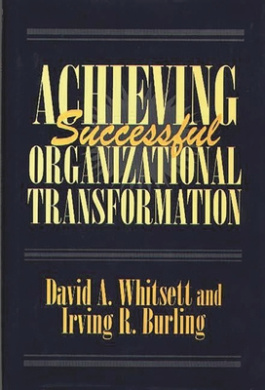 ACHIEVING
Successful
ORGANIZATIONAL
TRANSFORMATION
David A. Whitsett and
Irving R. Burling